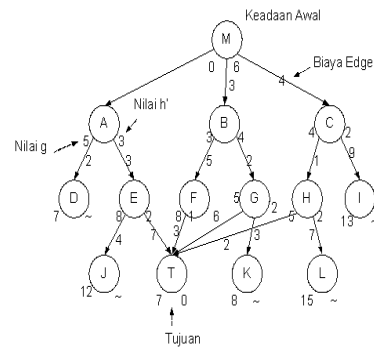 Keadaan Awal
M
0 6
Biaya Edge
3 4
Nilai h'
A B C
Nilai g
5 3 3 4 4 2
2 3 5 2 1 9
D E F G H I
7 ~ 8 2 8 1 5 2 5 2 13 ~
4 7 3 6 3 2 7
J T K L
12 ~ 7 0 8 ~ 15 ~
Tujuan